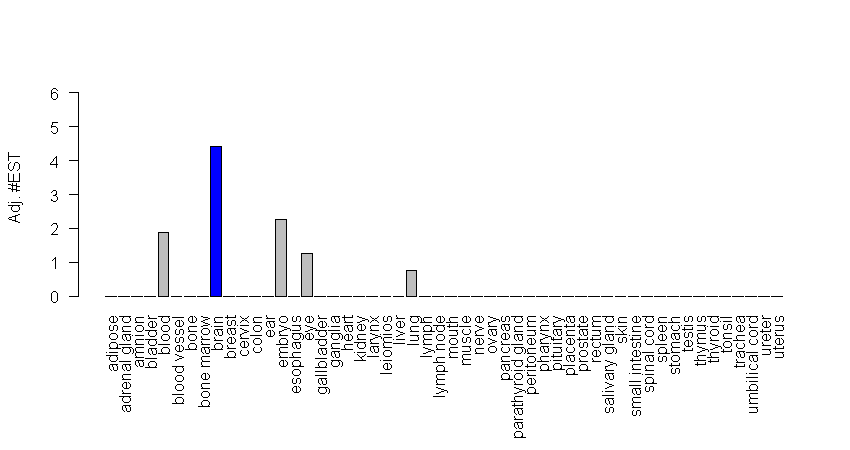 6
5
4
3
2
1
0
Adj. #EST
adipose
adrenal gland
amnion
bladder
blood
blood vessel
bone
bone marrow
brain
breast
cervix
colon
ear
embryo
esophagus
eye
gallbladder
ganglia
heart
kidney
larynx
leiomios
liver
lung
lymph
lymph node
mouth
muscle
nerve
ovary
pancreas
parathyroid gland
peritoneum
pharynx
pituitary
placenta
prostate
rectum
salivary gland
skin
small intestine
spinal cord
spleen
stomach
testis
thymus
thyroid
tonsil
trachea
umbilical cord
ureter
uterus